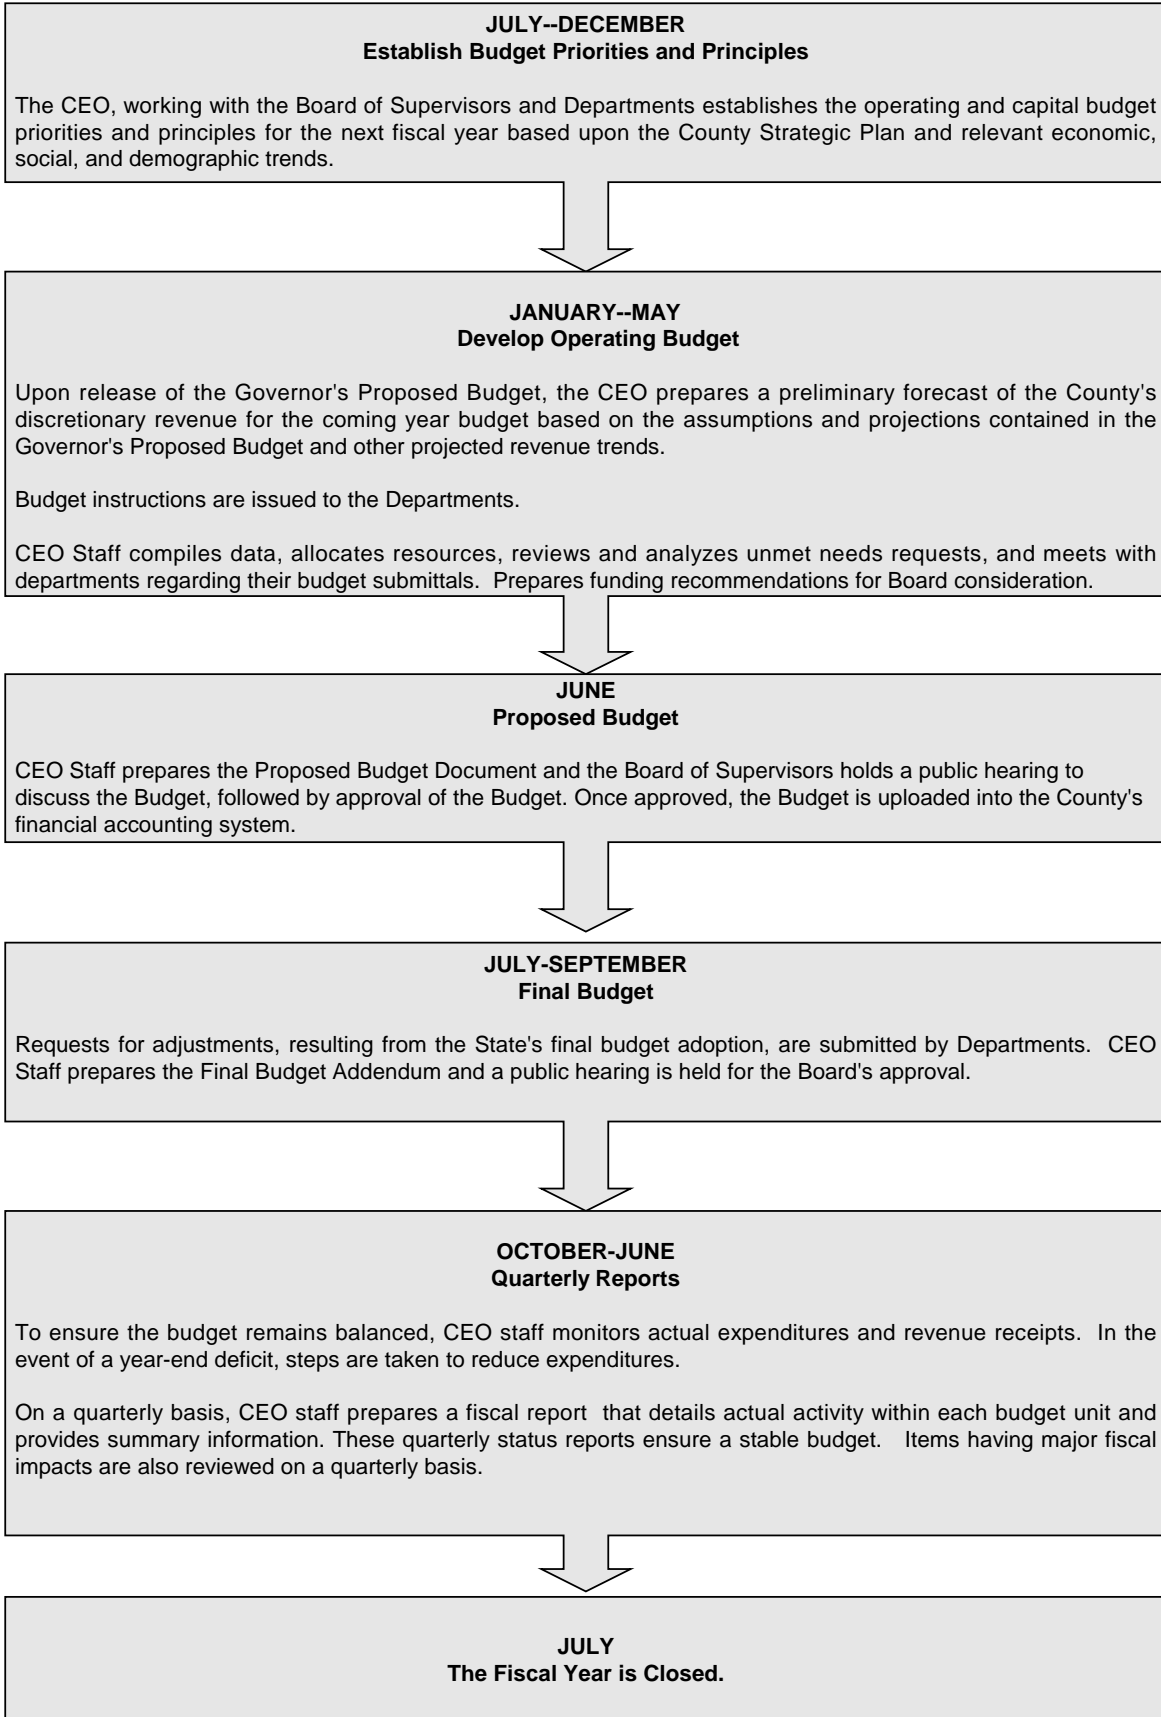 JULY--DECEMBER
Establish Budget Priorities and Principles
The CEO, working with the Board of Supervisors and Departments establishes the operating and capital budget
priorities and principles for the next fiscal year based upon the County Strategic Plan and relevant economic,
social, and demographic trends.
JANUARY--MAY
Develop Operating Budget
Upon release of the Governor's Proposed Budget, the CEO prepares a preliminary forecast of the County's
discretionary revenue for the coming year budget based on the assumptions and projections contained in the
Governor's Proposed Budget and other projected revenue trends.
Budget instructions are issued to the Departments.
CEO Staff compiles data, allocates resources, reviews and analyzes unmet needs requests, and meets with
departments regarding their budget submittals.  Prepares funding recommendations for Board consideration.
JUNE
Proposed Budget
CEO Staff prepares the Proposed Budget Document and the Board of Supervisors holds a public hearing to
discuss the Budget, followed by approval of the Budget. Once approved, the Budget is uploaded into the County's
financial accounting system.
JULY-SEPTEMBER
Final Budget
Requests for adjustments, resulting from the State's final budget adoption, are submitted by Departments.  CEO
Staff prepares the Final Budget Addendum and a public hearing is held for the Board's approval.
OCTOBER-JUNE
Quarterly Reports
To ensure the budget remains balanced, CEO staff monitors actual expenditures and revenue receipts.  In the
event of a year-end deficit, steps are taken to reduce expenditures.
On a quarterly basis, CEO staff prepares a fiscal report  that details actual activity within each budget unit and
provides summary information. These quarterly status reports ensure a stable budget.   Items having major fiscal
impacts are also reviewed on a quarterly basis.
JULY
The Fiscal Year is Closed.